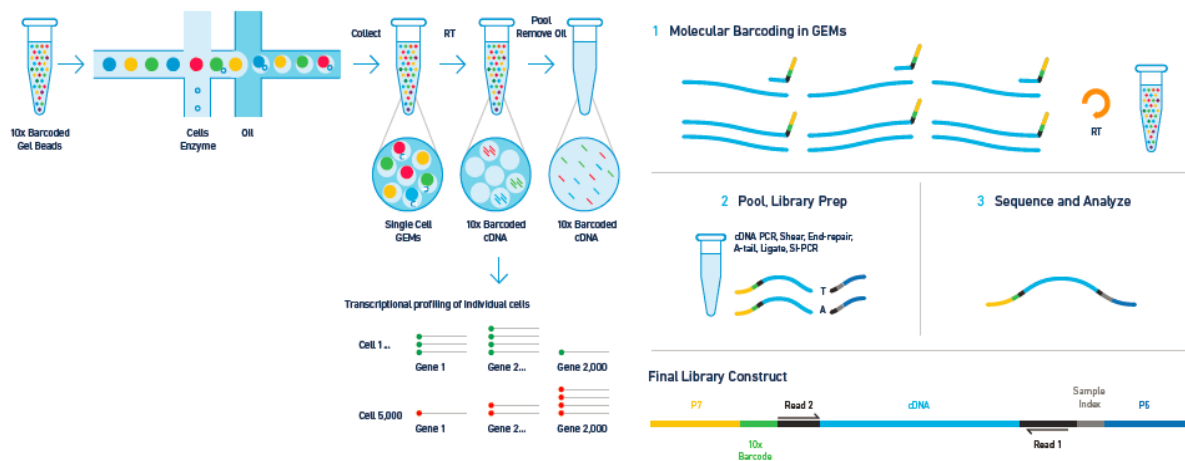 10x Barcoded
Gel Beads
Cells
Enzyme
Oil
Collect
RT
Pool
Remove Oil
Single Cell
GEMs
10x Barcoded
cDNA
10x Barcoded
cDNA
Transcriptional profiling of individual cells
Cell 1...
Gene 1
Gene 2...
Gene 2,000
Cell 5,000
Gene 1
Gene 2...
Gene 2,000
1 Molecular Barcoding in GEMs
RT
2 Pool, Library Prep
cDNA PCR, Shear, End-repair,
A-tail, Ligate, SI-PCR
T
A
3 Sequence and Analyze
Final Library Construct
P7
Read 2
cDNA
Sample
Index
P5
10x
Barcode
Read 1